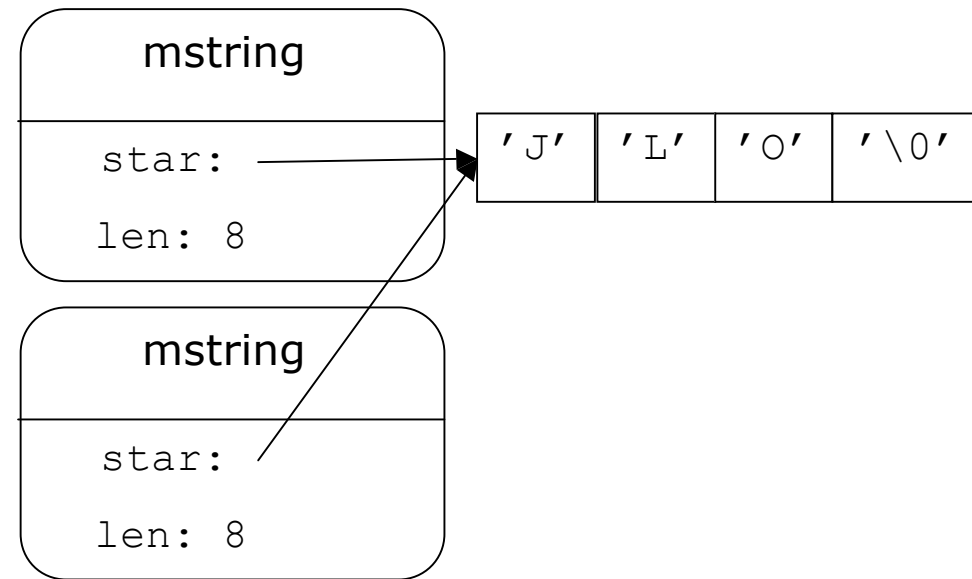 mstring
star:
len: 8
'J' 'L' 'O' '\0'
mstring
star:
len: 8